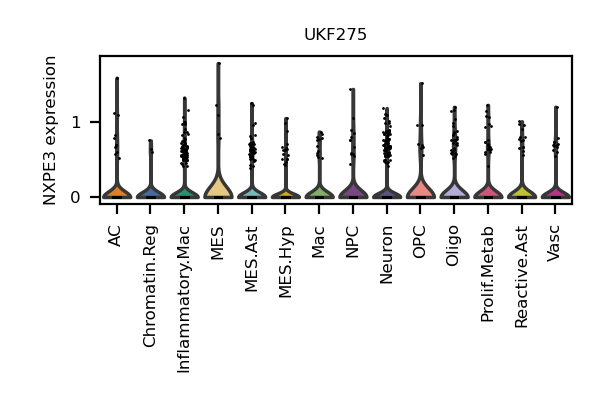 UKF275
NXPE3 expression
1
0
AC
Chromatin.Reg
Inflammatory.Mac
MES
MES.Ast
MES.Hyp
Mac
NPC
Neuron
OPC
Oligo
Prolif.Metab
Reactive.Ast
Vasc